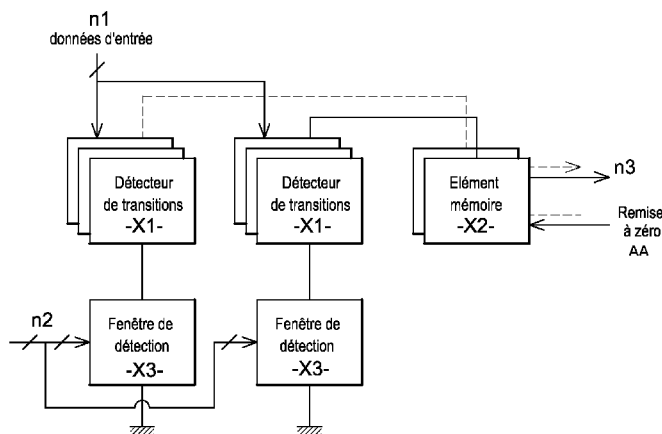 n1
données d'entrée
Détecteur
de transitions
-X1-
Détecteur
de transitions
-X1-
Elément
mémoire
-X2-
n3
Remise
à zéro
AA
n2
Fenêtre de
détection
-X3-
Fenêtre de
détection
-X3-